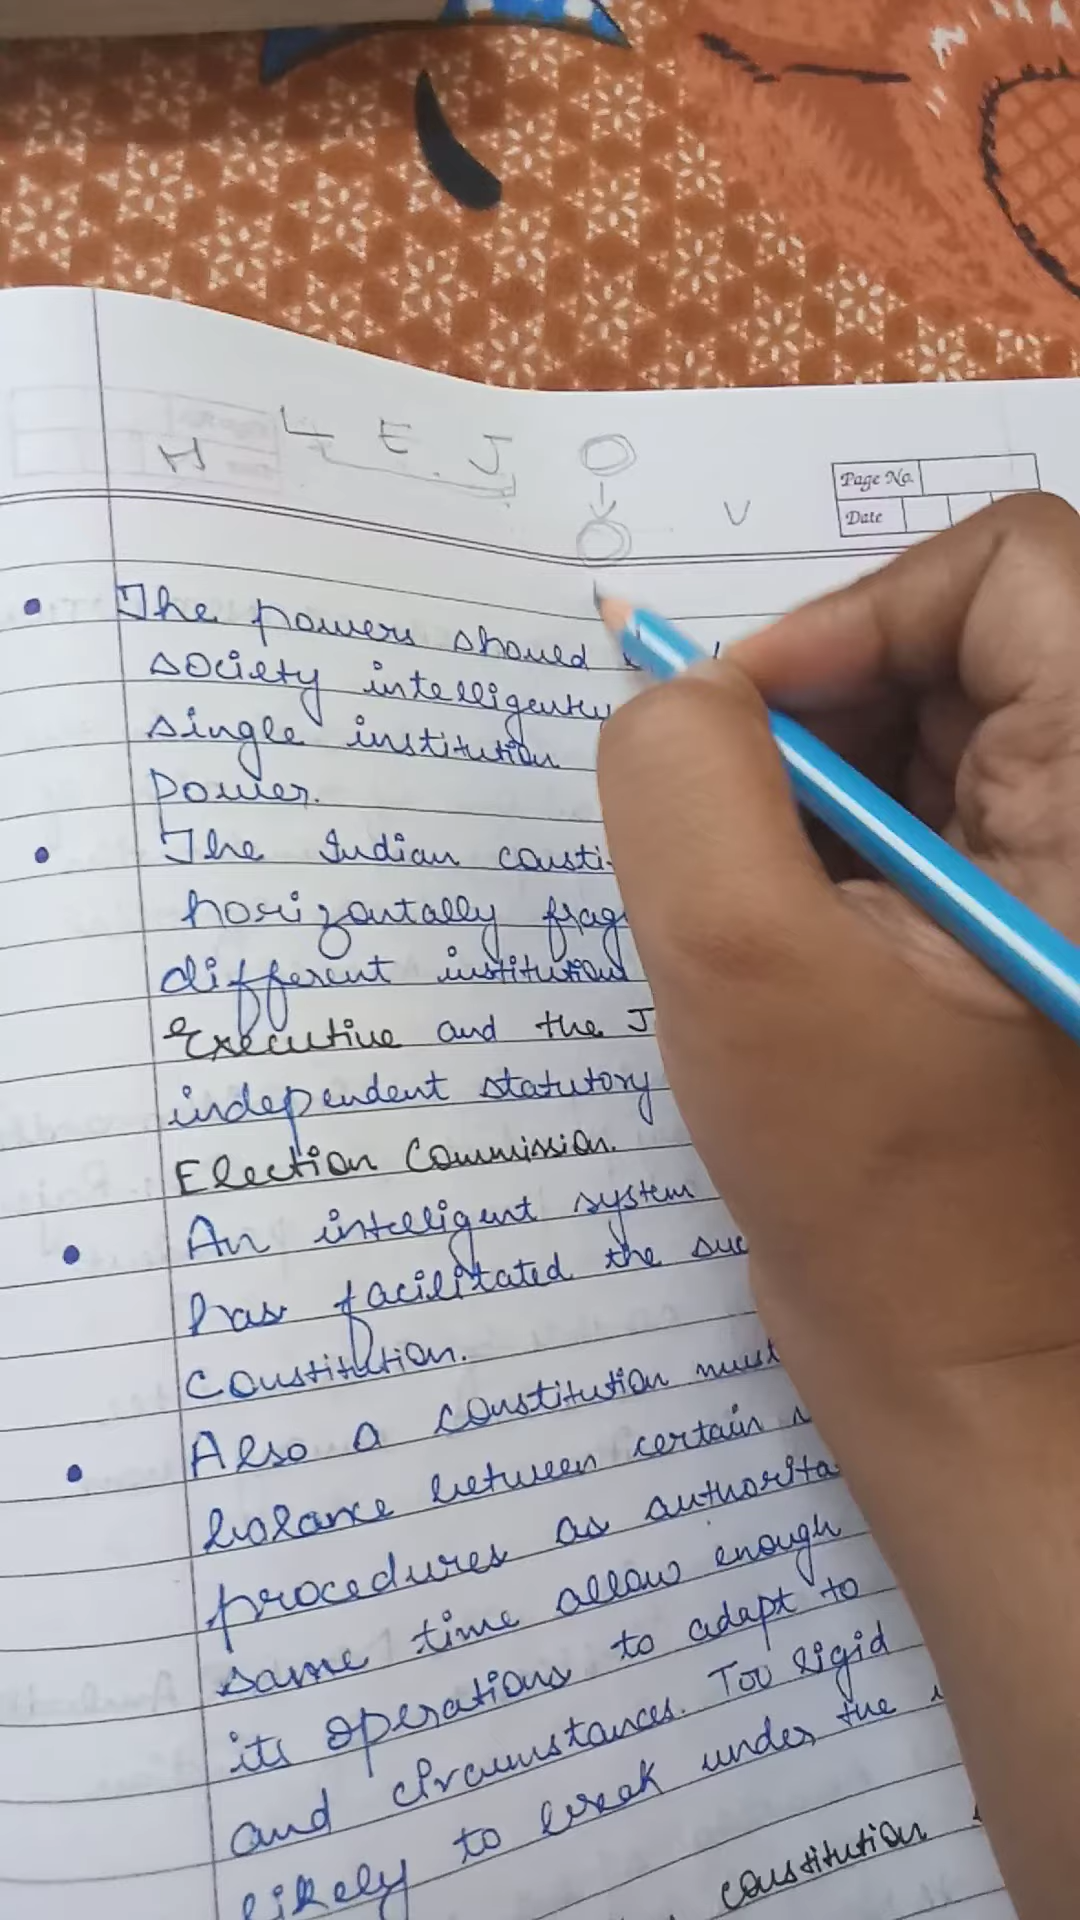 H L E. J O V
Page No.
Date
The powers should
society intelligently
single institution
power.
The Indian consti-
horizontally frag
different institutions
Executive and the J
independent statutory
Election Commission.
An intelligent system
has facilitated the suc
Constitution.
Also a constitution must
balance between certain
procedures as authorita
same time allow enough
its operations to adapt to
and circumstances. Too rigid
likely to break under the
constitution